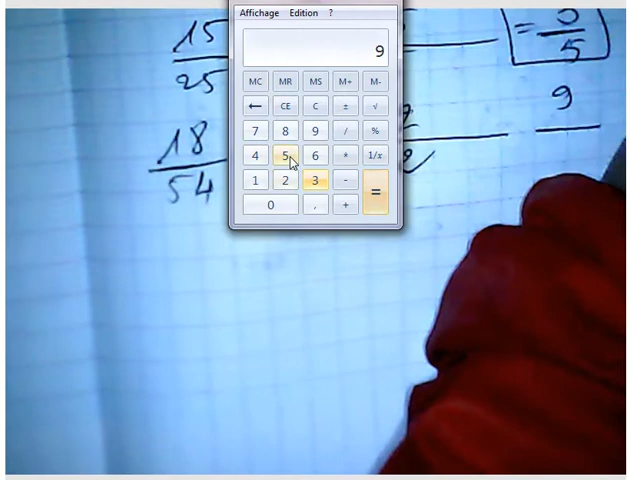 Affichage Edition ?
9
MC MR MS M+ M-
← CE C ± √
7 8 9 / %
4 5 6 * 1/x
1 2 3 - =
0 , +
15
25
= 3
5
18
54
2
9